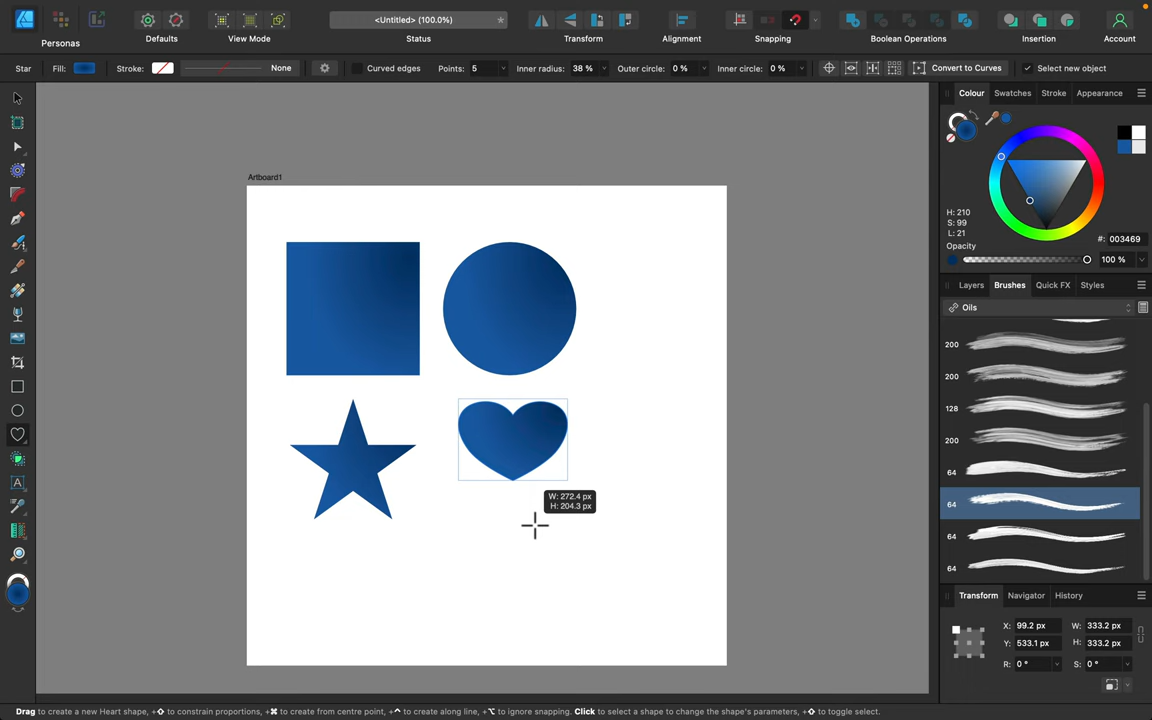 <Untitled> (100.0%)
*
Personas
Defaults
View Mode
Status
Transform
Alignment
Snapping
Boolean Operations
Insertion
Account
Star
Fill:
Stroke:
None
Curved edges
Points: 5
Inner radius: 38 %
Outer circle: 0 %
Inner circle: 0 %
Convert to Curves
Select new object
Colour
Swatches
Stroke
Appearance
H: 210
S: 99
L: 21
#: 003469
Opacity
100 %
Layers
Brushes
Quick FX
Styles
Oils
200
200
128
200
64
64
64
64
Transform
Navigator
History
X: 99.2 px
W: 333.2 px
Y: 533.1 px
H: 333.2 px
R: 0 °
S: 0 °
Artboard1
W: 272.4 px
H: 204.3 px
A
Drag to create a new Heart shape, +⇧ to constrain proportions, +⌘ to create from centre point, +⌃ to create along line, +⌥ to ignore snapping. Click to select a shape to change the shape's parameters, +⇧ to toggle select.